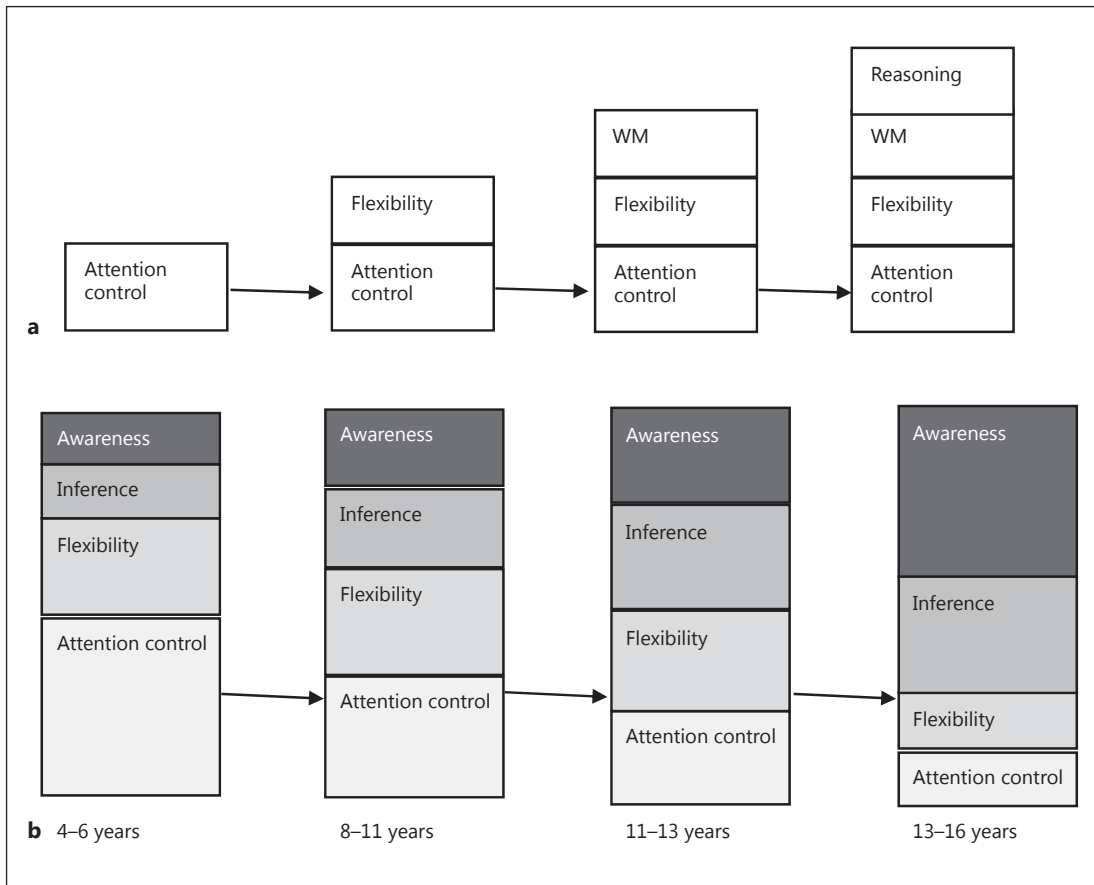 Reasoning
WM
WM
Flexibility
Flexibility
Flexibility
Attention
control
Attention
control
Attention
control
Attention
control
a
Awareness
Inference
Flexibility
Attention control
Awareness
Inference
Flexibility
Attention control
Awareness
Inference
Flexibility
Attention control
Awareness
Inference
Flexibility
Attention control
b 4–6 years
8–11 years
11–13 years
13–16 years